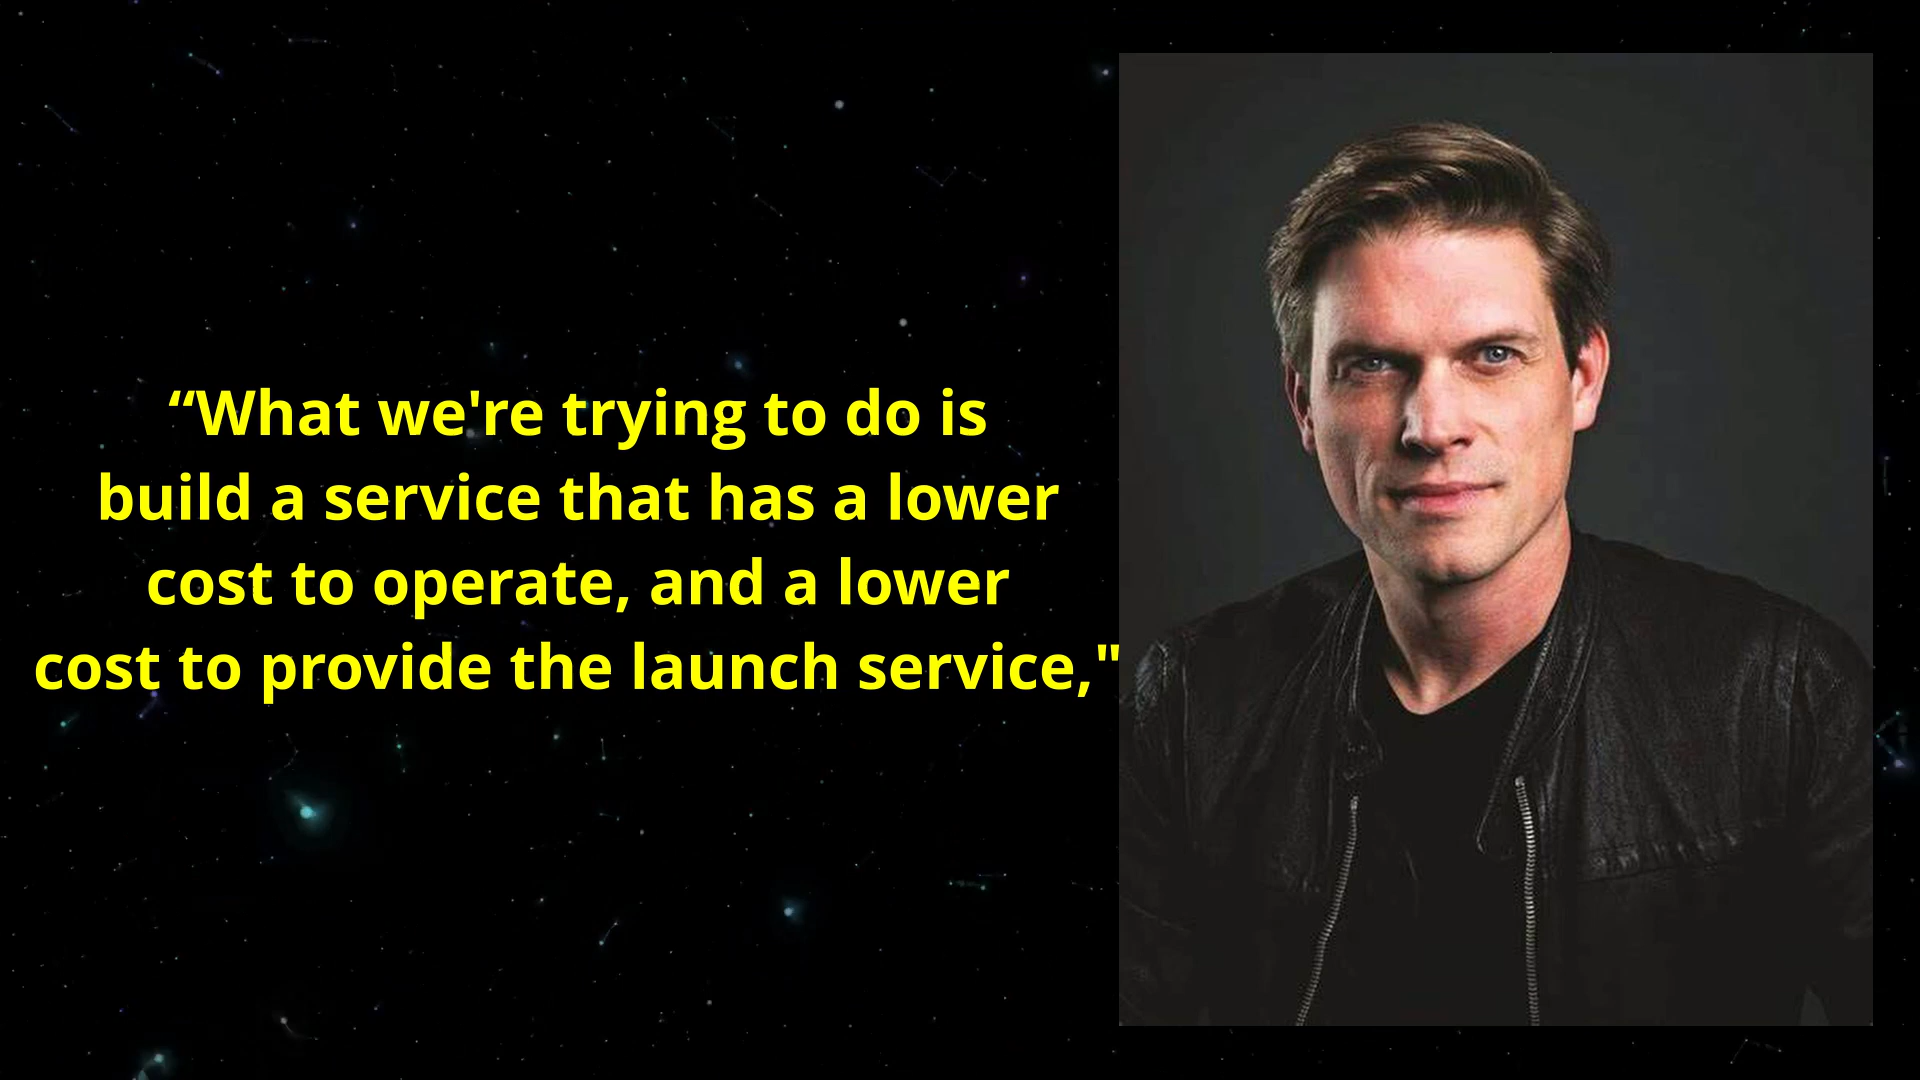 “What we're trying to do is
build a service that has a lower
cost to operate, and a lower
cost to provide the launch service,"